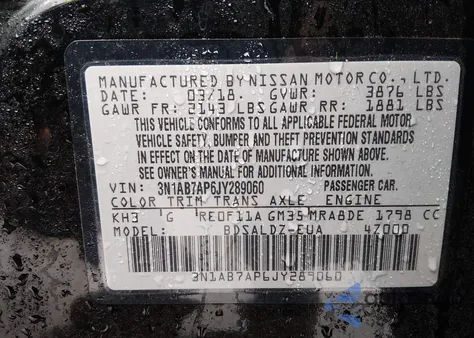 MANUFACTURED BY NISSAN MOTOR CO., LTD.
DATE: 03/18. GVWR: 3876 LBS
GAWR FR: 2143 LBS GAWR RR: 1881 LBS
THIS VEHICLE CONFORMS TO ALL APPLICABLE FEDERAL MOTOR
VEHICLE SAFETY, BUMPER, AND THEFT PREVENTION STANDARDS
IN EFFECT ON THE DATE OF MANUFACTURE SHOWN ABOVE.
SEE OWNER'S MANUAL FOR ADDITIONAL INFORMATION.
VIN: 3N1AB7AP6JY289060 PASSENGER CAR.
COLOR TRIM TRANS AXLE ENGINE
KH3 G RE0F11A GM35 MRA8DE 1798 CC
MODEL: BDSALDZ-EUA 4Z000
3N1AB7AP6JY289060